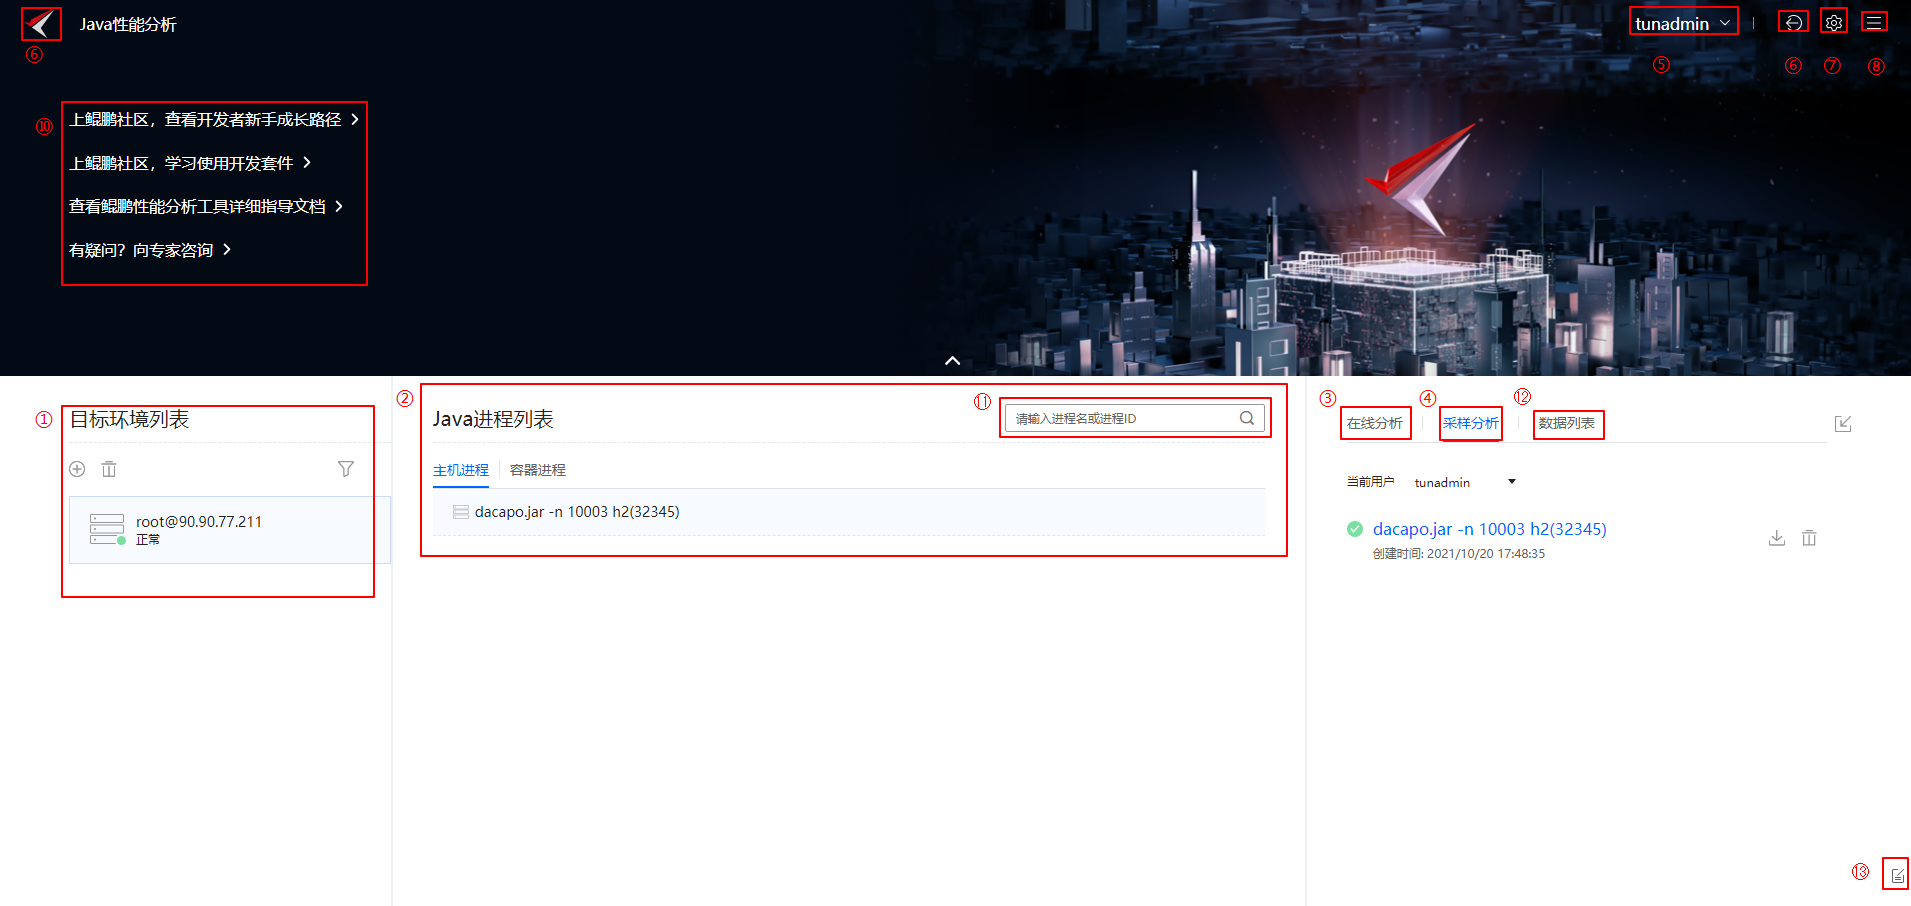 Java性能分析
tunadmin
⑥
⑤
⑥
⑦
⑧
⑩
上鲲鹏社区，查看开发者新手成长路径
上鲲鹏社区，学习使用开发套件
查看鲲鹏性能分析工具详细指导文档
有疑问？向专家咨询
①
目标环境列表
root@90.90.77.211
正常
②
Java进程列表
⑪
请输入进程名或进程ID
主机进程
容器进程
dacapo.jar -n 10003 h2(32345)
③
在线分析
④
采样分析
⑫
数据列表
当前用户 tunadmin
dacapo.jar -n 10003 h2(32345)
创建时间: 2021/10/20 17:48:35
⑬